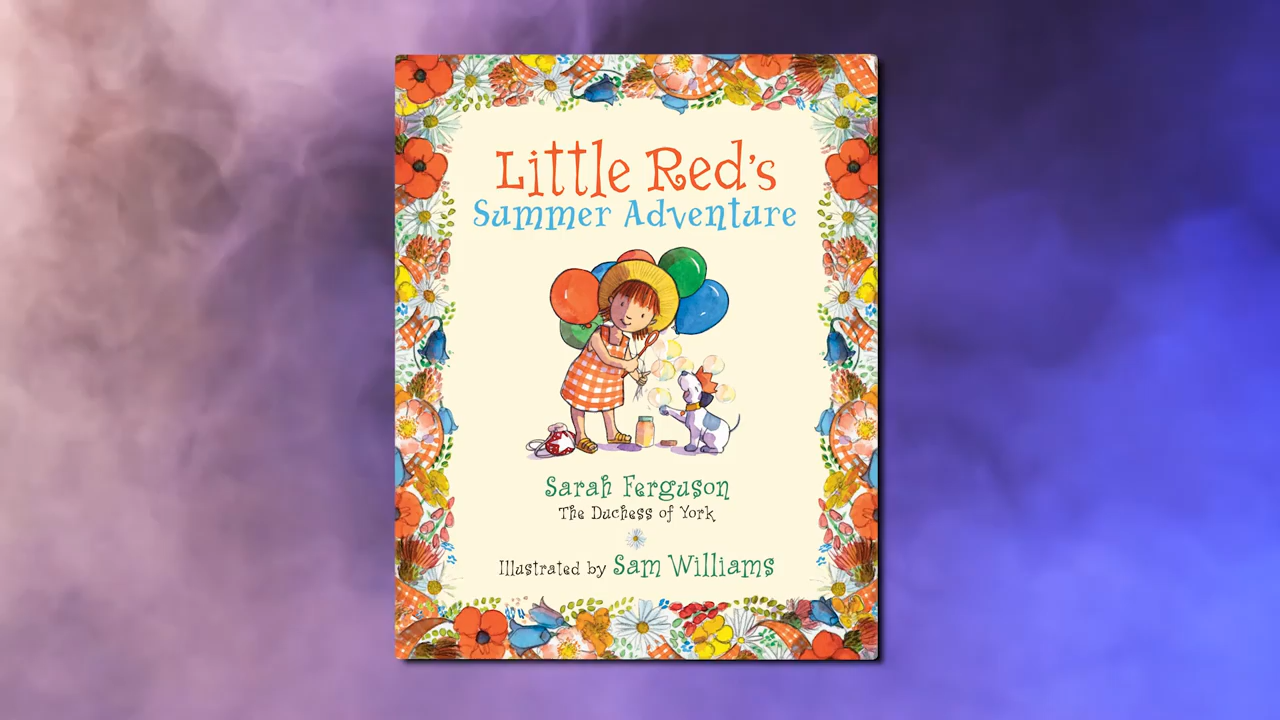 Little Red's
Summer Adventure
Sarah Ferguson
The Duchess of York
Illustrated by Sam Williams